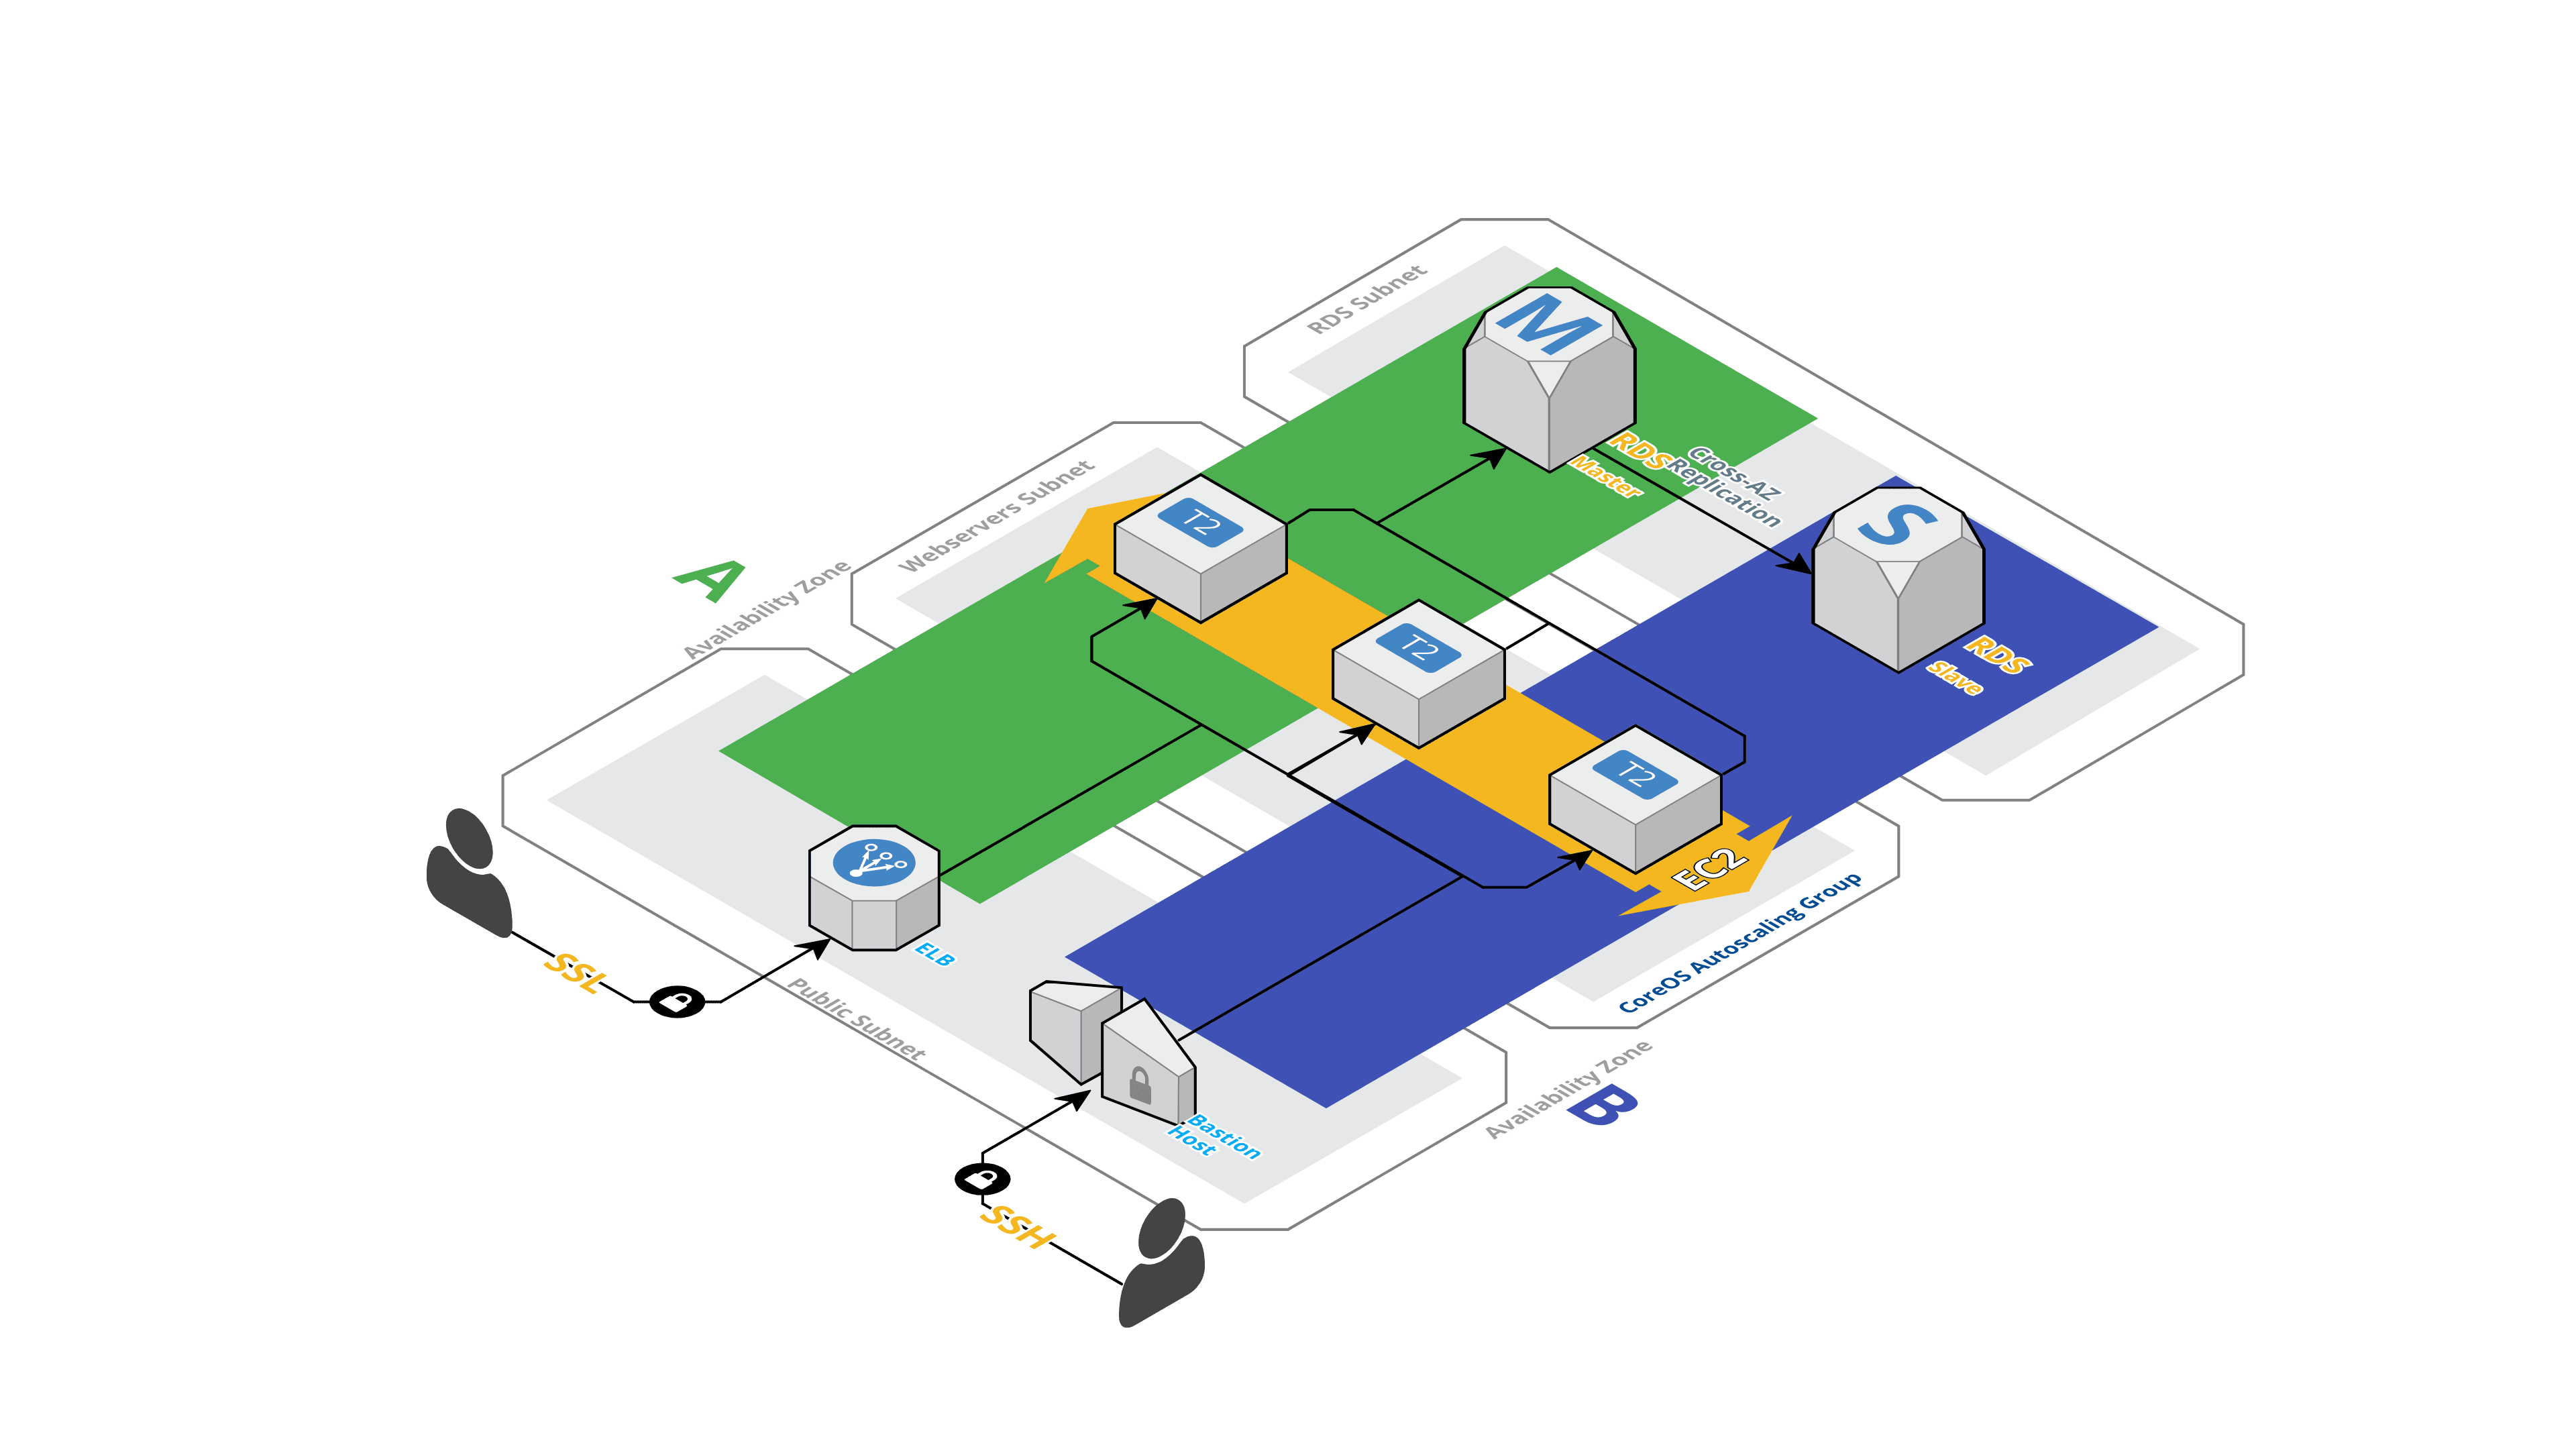 RDS Subnet
M
RDS
Master
Cross-AZ
Replication
Webservers Subnet
T2
S
A
Availability Zone
T2
RDS
Slave
T2
EC2
CoreOS Autoscaling Group
ELB
SSL
Public Subnet
Availability Zone
B
Bastion
Host
SSH